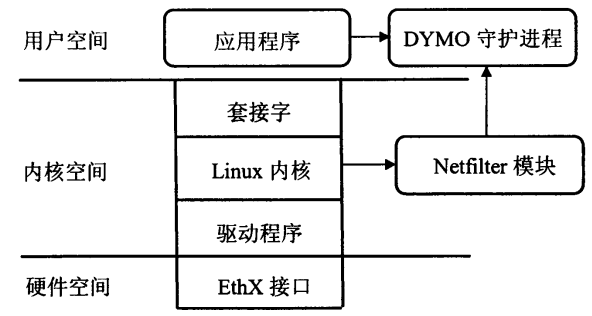 用户空间 应用程序 DYMO 守护进程
套接字
内核空间 Linux 内核 Netfilter 模块
驱动程序
硬件空间 EthX 接口